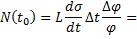 N(t₀) = L dσ/dt Δt Δφ/φ =